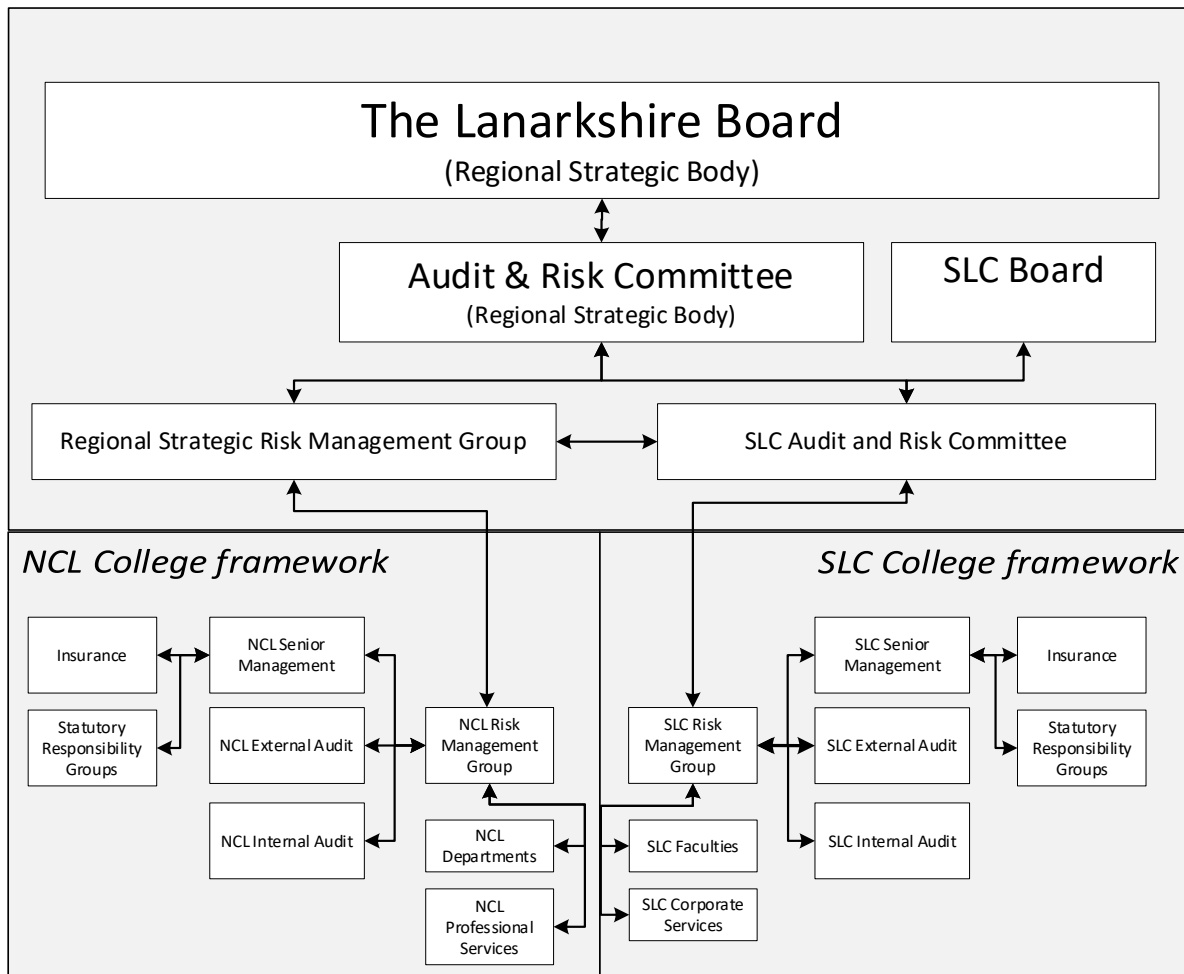 The Lanarkshire Board
(Regional Strategic Body)
Audit & Risk Committee
(Regional Strategic Body)
SLC Board
Regional Strategic Risk Management Group
SLC Audit and Risk Committee
NCL College framework
Insurance
NCL Senior
Management
Statutory
Responsibility
Groups
NCL External Audit
NCL Risk
Management
Group
NCL Internal Audit
NCL
Departments
NCL
Professional
Services
SLC College framework
SLC Senior
Management
Insurance
SLC Risk
Management
Group
SLC External Audit
Statutory
Responsibility
Groups
SLC Faculties
SLC Internal Audit
SLC Corporate
Services